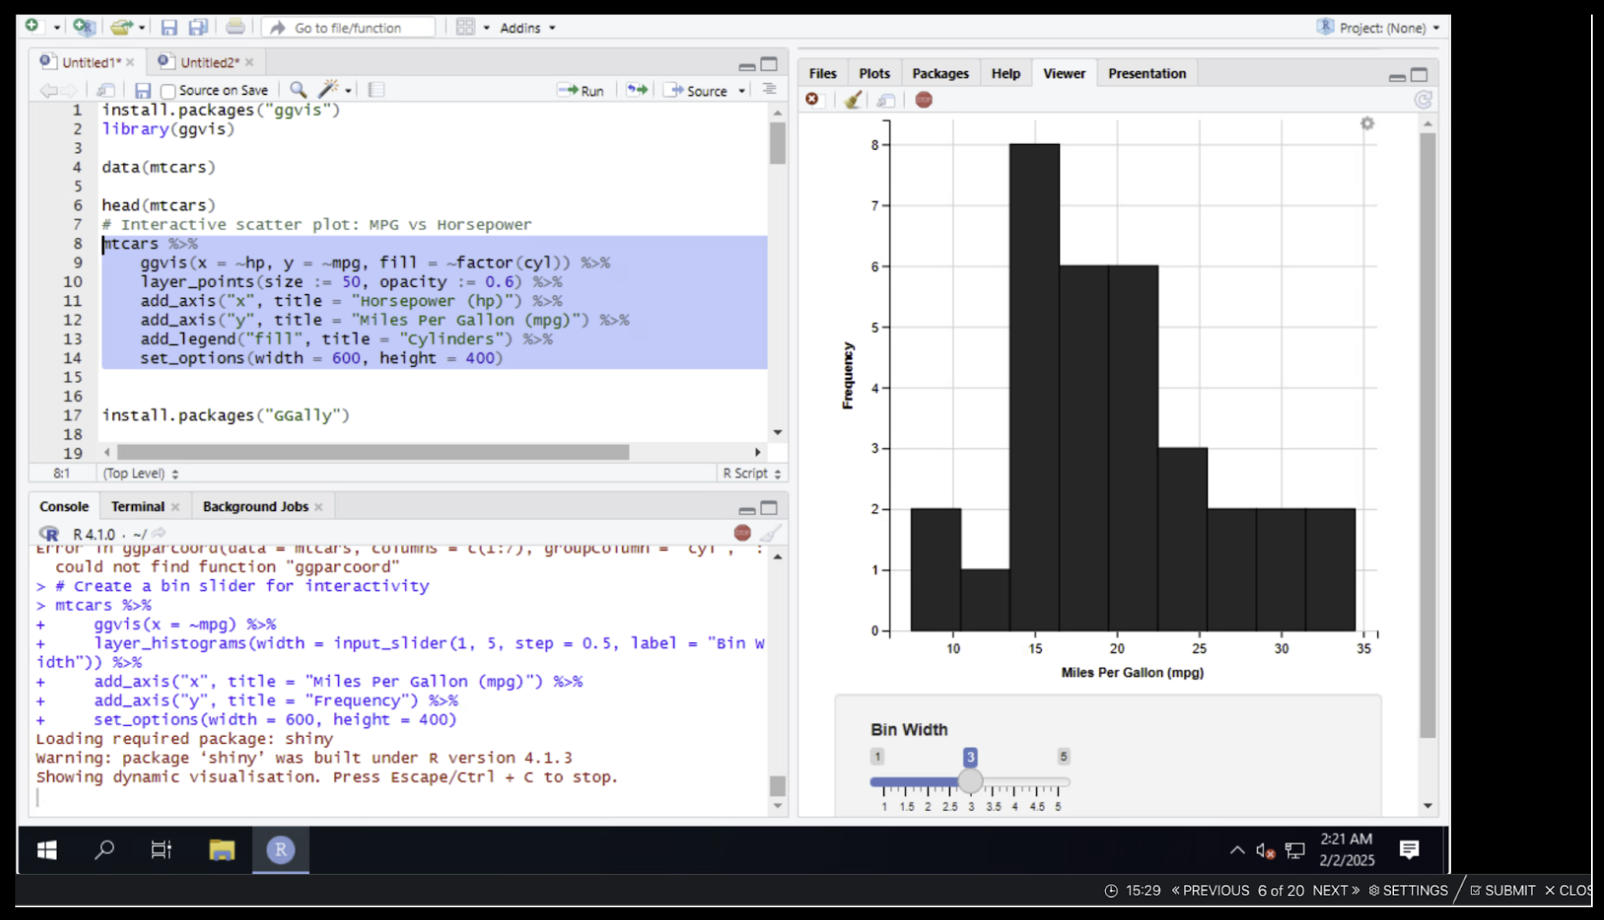 Go to file/function
Addins
Project: (None)
Untitled1*
Untitled2*
Source on Save
Run
Source
1 install.packages("ggvis")
2 library(ggvis)
3
4 data(mtcars)
5
6 head(mtcars)
7 # Interactive scatter plot: MPG vs Horsepower
8 mtcars %>%
9 ggvis(x = ~hp, y = ~mpg, fill = ~factor(cyl)) %>%
10 layer_points(size := 50, opacity := 0.6) %>%
11 add_axis("x", title = "Horsepower (hp)") %>%
12 add_axis("y", title = "Miles Per Gallon (mpg)") %>%
13 add_legend("fill", title = "Cylinders") %>%
14 set_options(width = 600, height = 400)
15
16
17 install.packages("GGally")
18
19
8:1 (Top Level) R Script
Console Terminal Background Jobs
R 4.1.0 · ~/
Error in ggparcoord(data = mtcars, columns = c(1:7), groupColumn = "cyl", :
could not find function "ggparcoord"
> # Create a bin slider for interactivity
> mtcars %>%
+ ggvis(x = ~mpg) %>%
+ layer_histograms(width = input_slider(1, 5, step = 0.5, label = "Bin W
idth")) %>%
+ add_axis("x", title = "Miles Per Gallon (mpg)") %>%
+ add_axis("y", title = "Frequency") %>%
+ set_options(width = 600, height = 400)
Loading required package: shiny
Warning: package ‘shiny’ was built under R version 4.1.3
Showing dynamic visualisation. Press Escape/Ctrl + C to stop.
Files Plots Packages Help Viewer Presentation
8
7
6
5
4
3
2
1
0
Frequency
10 15 20 25 30 35
Miles Per Gallon (mpg)
Bin Width
1 3 5
1 1.5 2 2.5 3 3.5 4 4.5 5
R
2:21 AM
2/2/2025
15:29 « PREVIOUS 6 of 20 NEXT » SETTINGS SUBMIT × CLOS